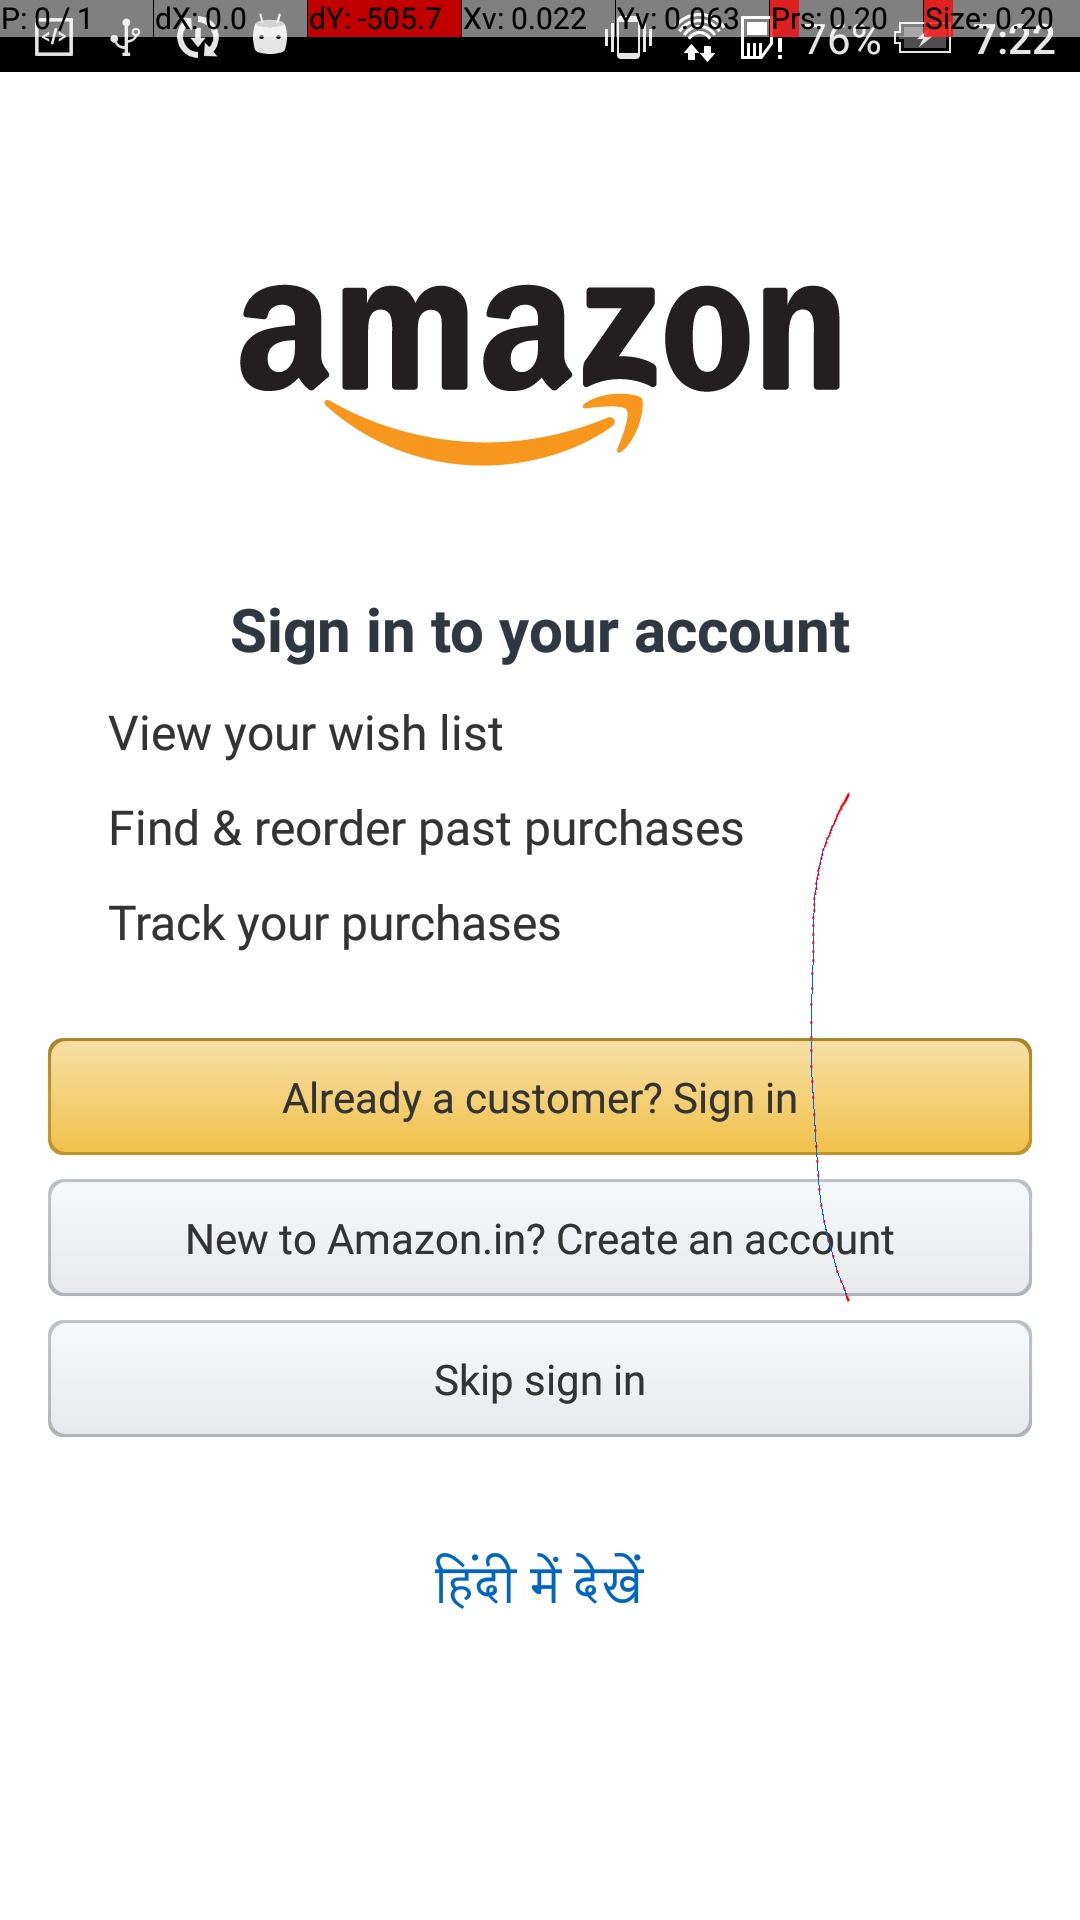 P: 0 / 1 dX: 0.0 dY: -505.7 Xv: 0.022 Yv: 0.063 Prs: 0.20 Size: 0.20
76% 7:22
amazon
Sign in to your account
View your wish list
Find & reorder past purchases
Track your purchases
Already a customer? Sign in
New to Amazon.in? Create an account
Skip sign in
हिंदी में देखें